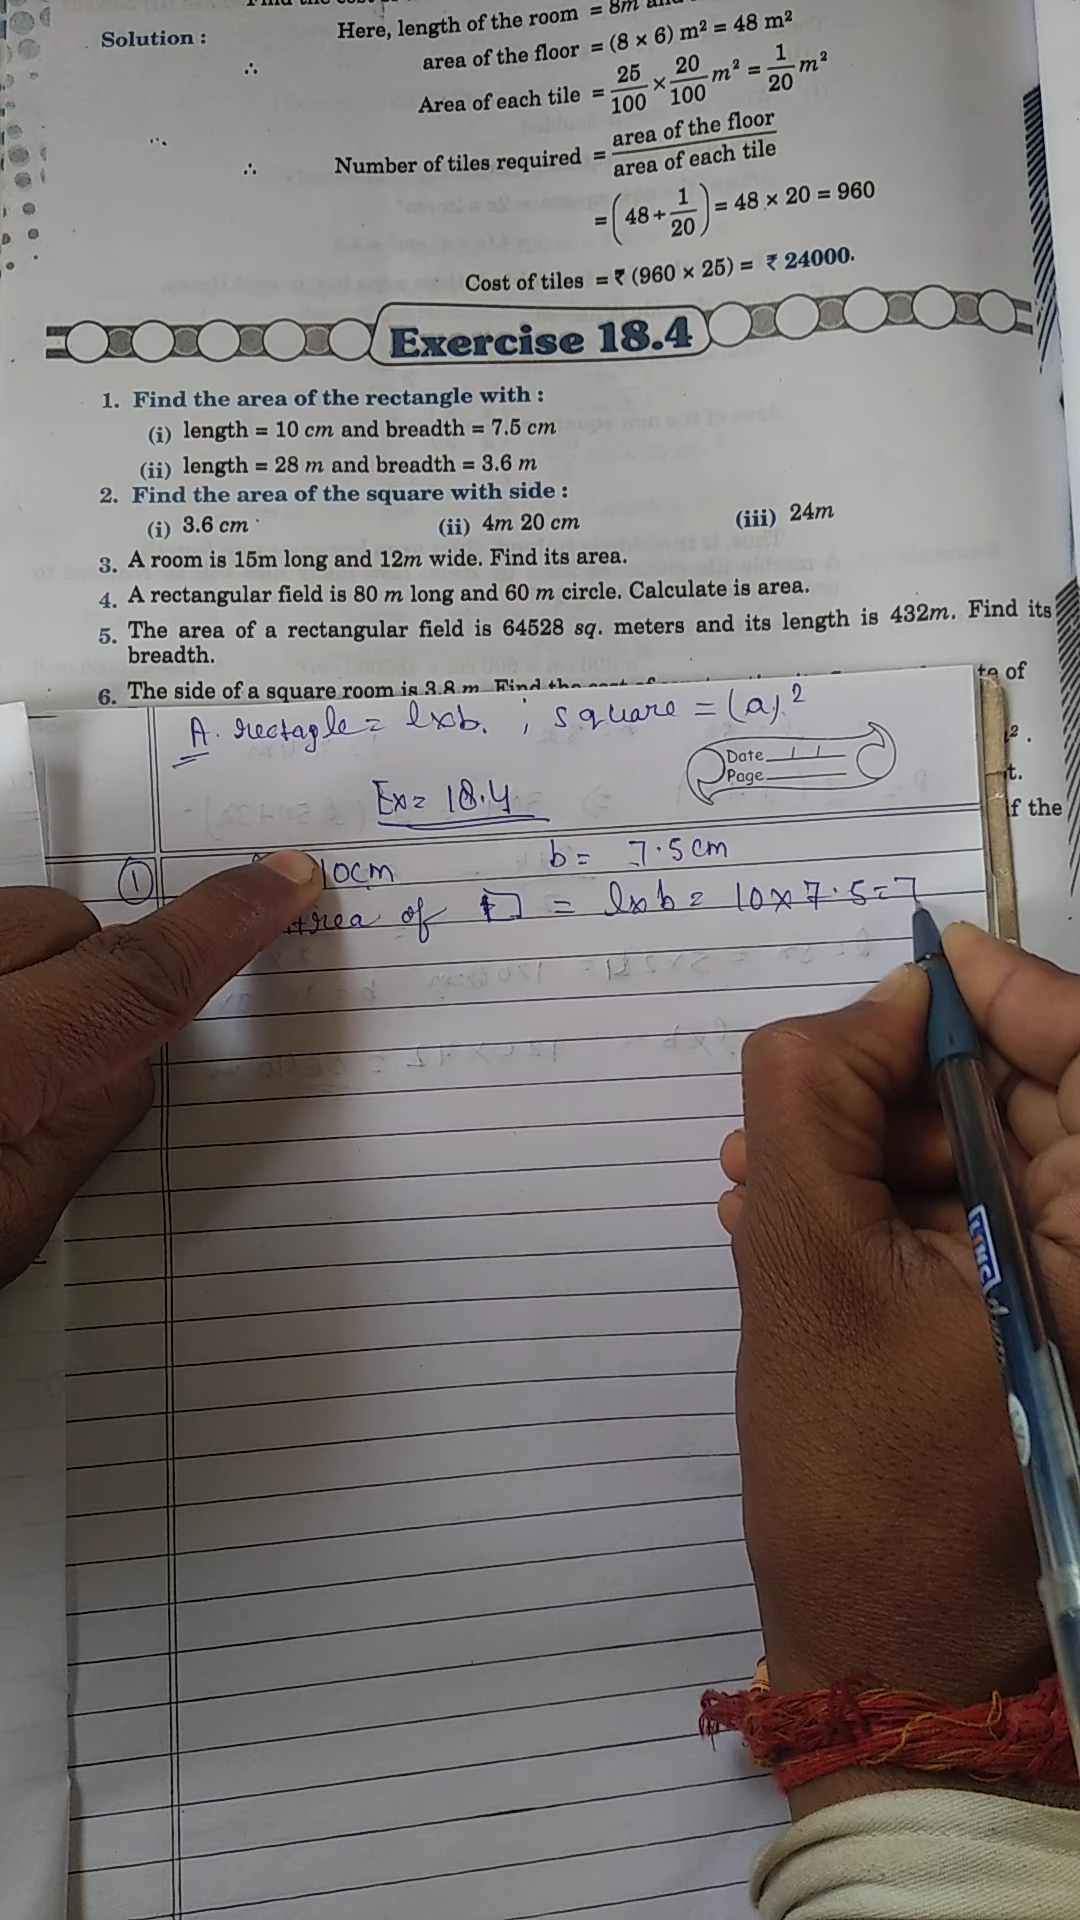 Solution :
Here, length of the room = 8m
∴ area of the floor = (8 × 6) m² = 48 m²
Area of each tile = 25/100 × 20/100 m² = 1/20 m²
∴ Number of tiles required = area of the floor/area of each tile
= (48 ÷ 1/20) = 48 × 20 = 960
Cost of tiles = ₹ (960 × 25) = ₹ 24000.
Exercise 18.4
1. Find the area of the rectangle with :
(i) length = 10 cm and breadth = 7.5 cm
(ii) length = 28 m and breadth = 3.6 m
2. Find the area of the square with side :
(i) 3.6 cm (ii) 4m 20 cm (iii) 24m
3. A room is 15m long and 12m wide. Find its area.
4. A rectangular field is 80 m long and 60 m circle. Calculate is area.
5. The area of a rectangular field is 64528 sq. meters and its length is 432m. Find its
breadth.
6. The side of a square room is 3.8 m. Find the cost of
of
t.
f the
A. rectagle = l×b. ; square = (a)²
Date
Page
Ex = 18.4
① 10cm b = 7.5cm
Area of = l×b = 10×7.5=7
LINC